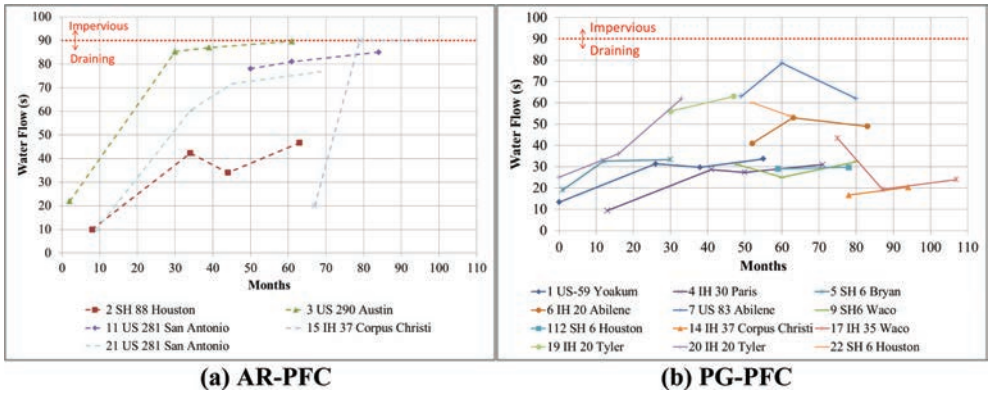 100
90
80
70
60
50
40
30
20
10
0
Water Flow (s)
Impervious
Draining
0 10 20 30 40 50 60 70 80 90 100 110
Months
2 SH 88 Houston 3 US 290 Austin
11 US 281 San Antonio 15 IH 37 Corpus Christi
21 US 281 San Antonio
(a) AR-PFC
100
90
80
70
60
50
40
30
20
10
0
Water Flow (s)
Impervious
Draining
0 10 20 30 40 50 60 70 80 90 100 110
Months
1 US-59 Yoakum 4 IH 30 Paris 5 SH 6 Bryan
6 IH 20 Abilene 7 US 83 Abilene 9 SH6 Waco
112 SH 6 Houston 14 IH 37 Corpus Christi 17 IH 35 Waco
19 IH 20 Tyler 20 IH 20 Tyler 22 SH 6 Houston
(b) PG-PFC